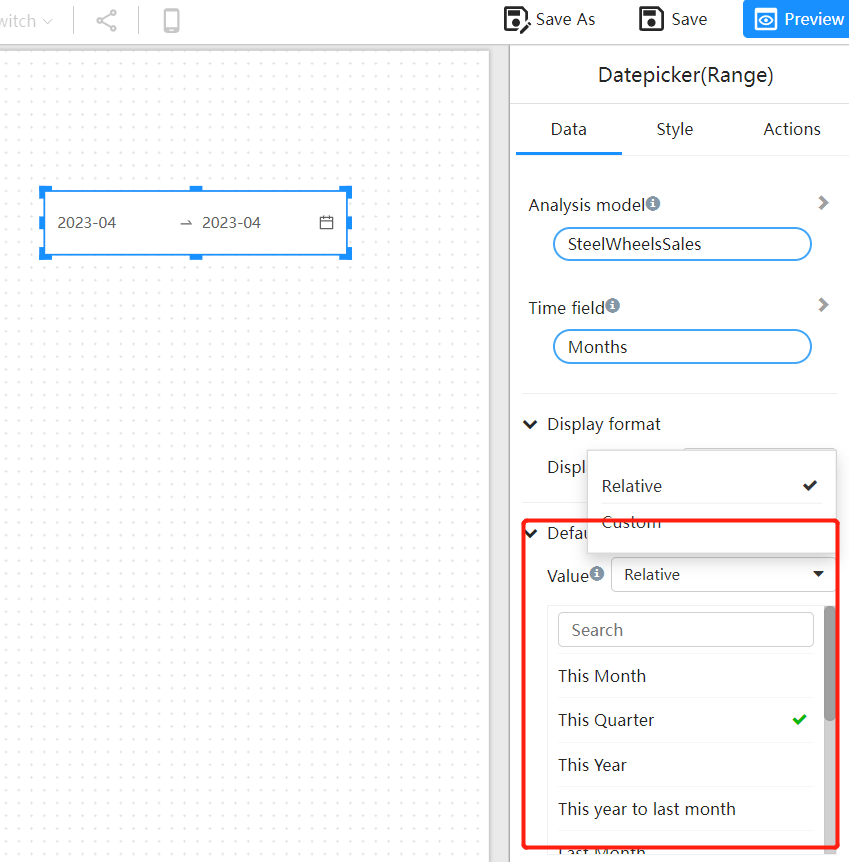 witch
Save As
Save
Preview
Datepicker(Range)
Data
Style
Actions
2023-04
2023-04
Analysis model
SteelWheelsSales
Time field
Months
Display format
Displ
Relative
Custom
Defau
Value
Relative
Search
This Month
This Quarter
This Year
This year to last month
Last Month